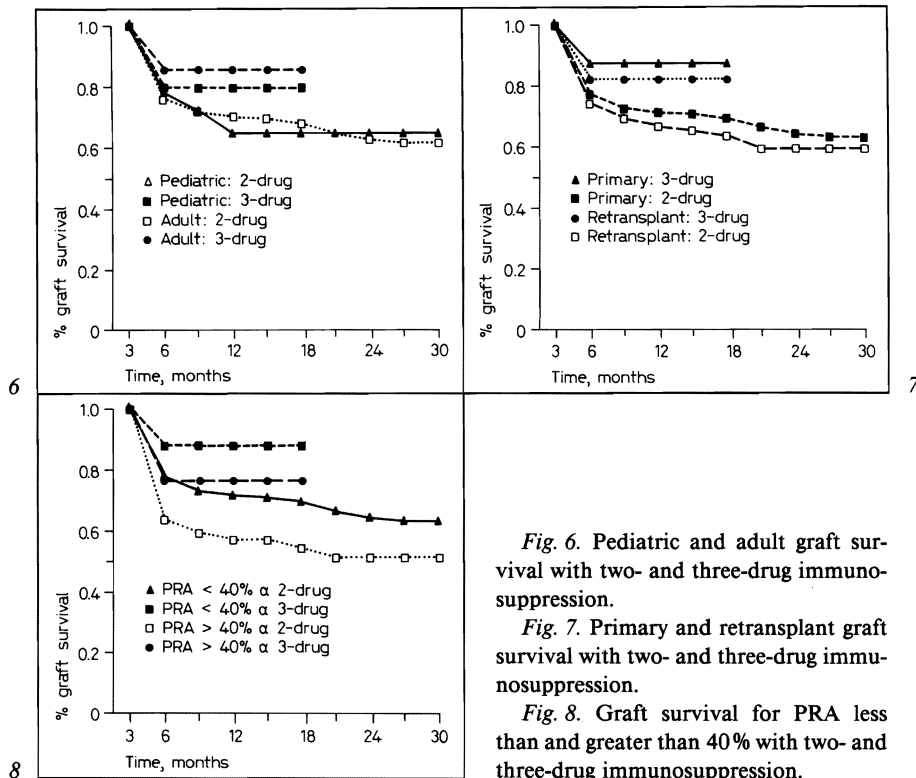 1.0
0.8
0.6
0.4
0.2
0
% graft survival
△ Pediatric: 2-drug
■ Pediatric: 3-drug
□ Adult: 2-drug
● Adult: 3-drug
3 6 12 18 24 30
Time, months
6
1.0
0.8
0.6
0.4
0.2
0
% graft survival
▲ Primary: 3-drug
■ Primary: 2-drug
● Retransplant: 3-drug
□ Retransplant: 2-drug
3 6 12 18 24 30
Time, months
7
1.0
0.8
0.6
0.4
0.2
0
% graft survival
▲ PRA < 40% α 2-drug
■ PRA < 40% α 3-drug
□ PRA > 40% α 2-drug
● PRA > 40% α 3-drug
3 6 12 18 24 30
Time, months
8
Fig. 6. Pediatric and adult graft sur-
vival with two- and three-drug immuno-
suppression.
Fig. 7. Primary and retransplant graft
survival with two- and three-drug immu-
nosuppression.
Fig. 8. Graft survival for PRA less
than and greater than 40% with two- and
three-drug immunosuppression.